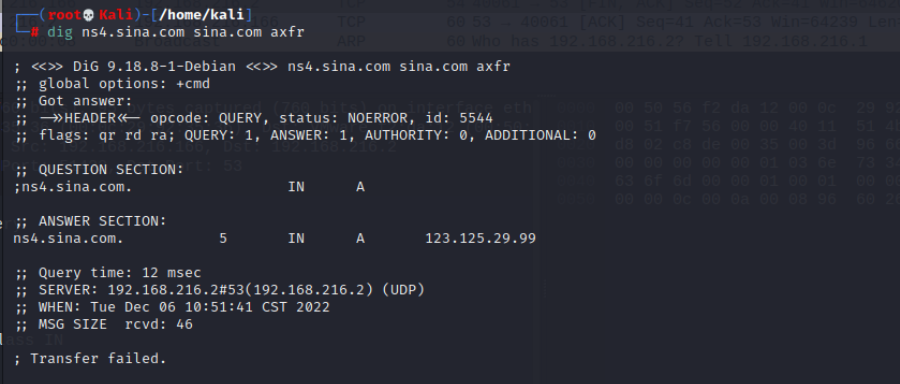 (root💀Kali)-[/home/kali]
# dig ns4.sina.com sina.com axfr
; <<>> DiG 9.18.8-1-Debian <<>> ns4.sina.com sina.com axfr
;; global options: +cmd
;; Got answer:
;; ->>HEADER<<- opcode: QUERY, status: NOERROR, id: 5544
;; flags: qr rd ra; QUERY: 1, ANSWER: 1, AUTHORITY: 0, ADDITIONAL: 0
;; QUESTION SECTION:
;ns4.sina.com. IN A
;; ANSWER SECTION:
ns4.sina.com. 5 IN A 123.125.29.99
;; Query time: 12 msec
;; SERVER: 192.168.216.2#53(192.168.216.2) (UDP)
;; WHEN: Tue Dec 06 10:51:41 CST 2022
;; MSG SIZE rcvd: 46
; Transfer failed.